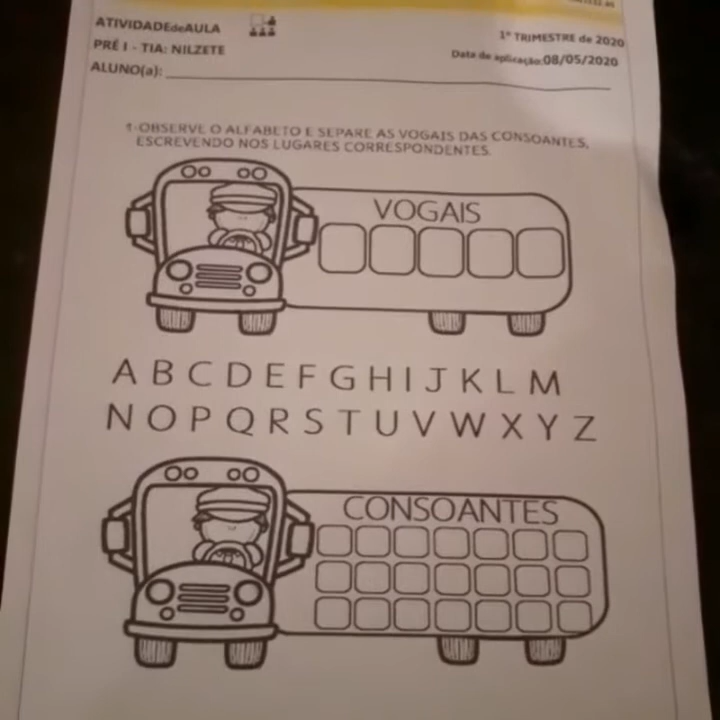 ATIVIDADEdeAULA
1º TRIMESTRE de 2020
PRÉ I - TIA: NILZETE
Data de aplicação:08/05/2020
ALUNO(a):
1-OBSERVE O ALFABETO E SEPARE AS VOGAIS DAS CONSOANTES,
ESCREVENDO NOS LUGARES CORRESPONDENTES.
VOGAIS
A B C D E F G H I J K L M
N O P Q R S T U V W X Y Z
CONSOANTES